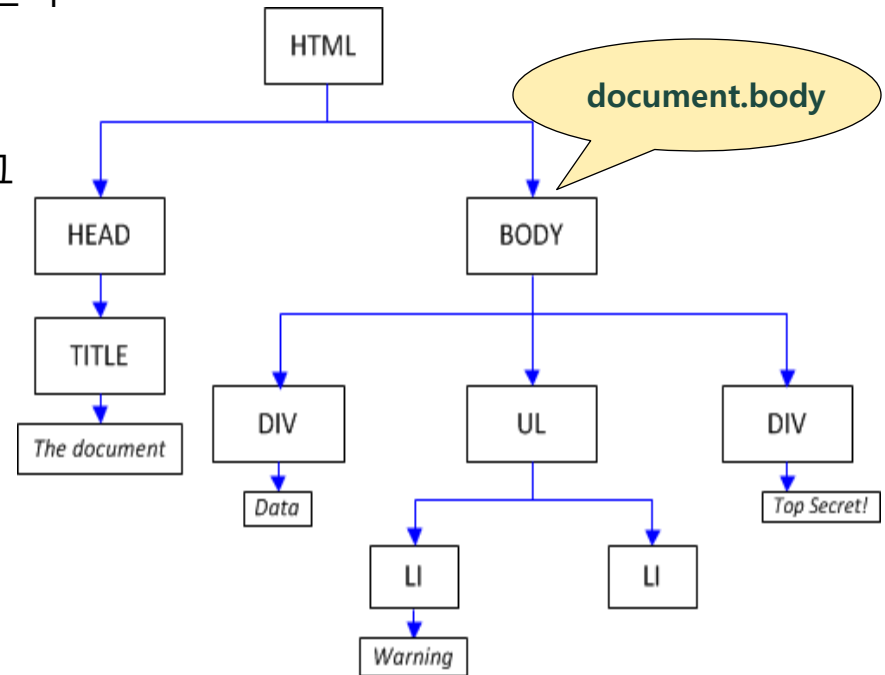 HTML
document.body
HEAD
BODY
TITLE
DIV
UL
DIV
The document
Data
Top Secret!
LI
LI
Warning